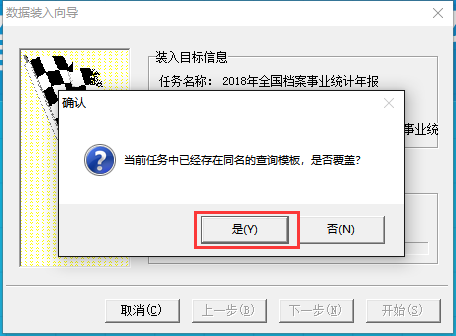 数据装入向导
装入目标信息
任务名称： 2018年全国档案事业统计年报
确认
事业统
当前任务中已经存在同名的查询模板，是否覆盖?
是(Y)
否(N)
取消(C)
上一步(B)
下一步(N)
开始(S)